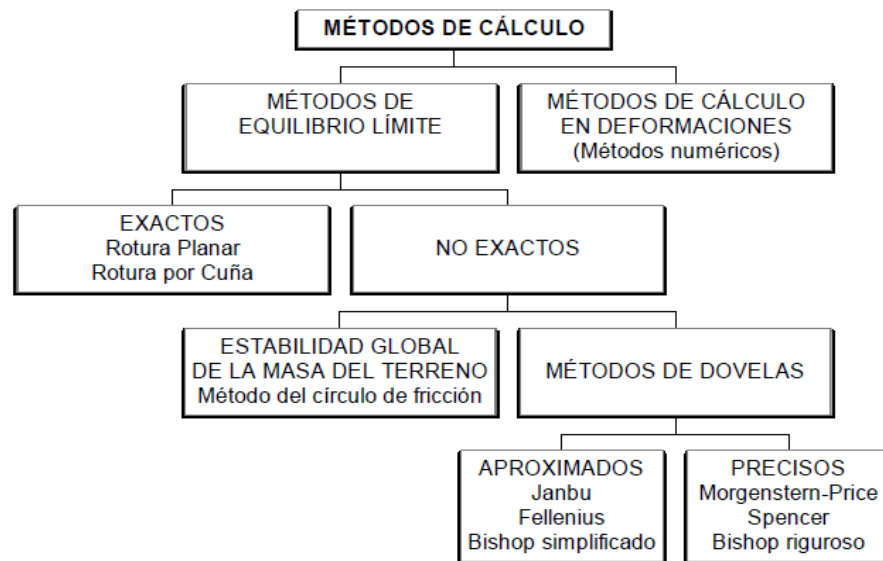 MÉTODOS DE CÁLCULO
MÉTODOS DE
EQUILIBRIO LÍMITE
MÉTODOS DE CÁLCULO
EN DEFORMACIONES
(Métodos numéricos)
EXACTOS
Rotura Planar
Rotura por Cuña
NO EXACTOS
ESTABILIDAD GLOBAL
DE LA MASA DEL TERRENO
Método del círculo de fricción
MÉTODOS DE DOVELAS
APROXIMADOS
Janbu
Fellenius
Bishop simplificado
PRECISOS
Morgenstern-Price
Spencer
Bishop riguroso